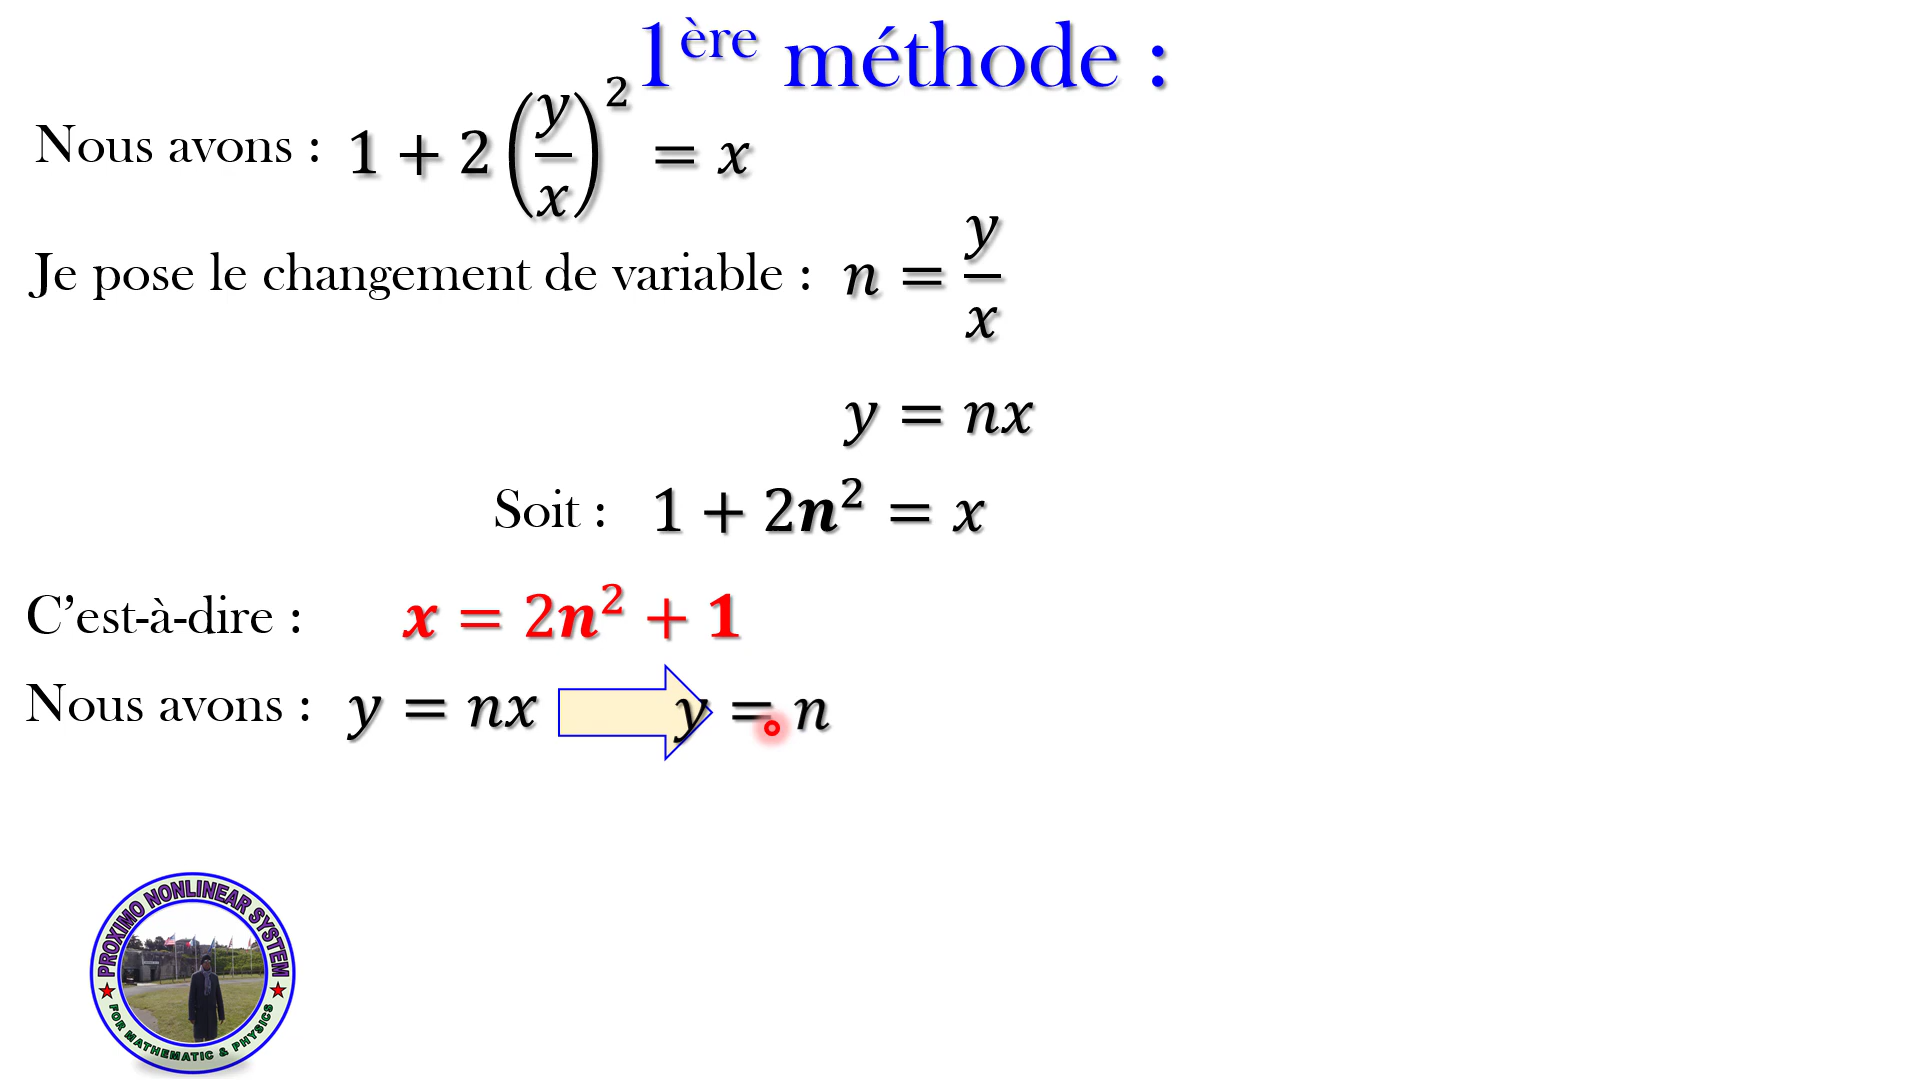 1ère méthode :
Nous avons : 1 + 2 (y/x)² = x
Je pose le changement de variable : n = y/x
y = nx
Soit : 1 + 2n² = x
C’est-à-dire : x = 2n² + 1
Nous avons : y = nx y = n
PROXIMO NONLINEAR SYSTEM
FOR MATHEMATIC & PHYSICS